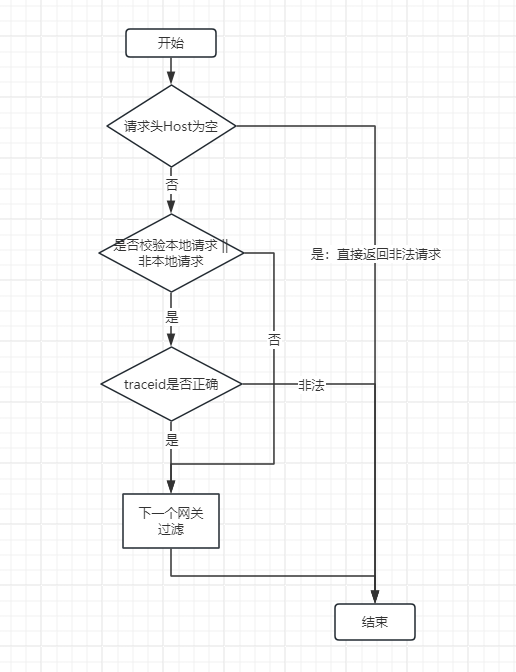 开始
请求头Host为空
否
是否校验本地请求 ||
非本地请求
是：直接返回非法请求
是
否
traceid是否正确
非法
是
下一个网关
过滤
结束